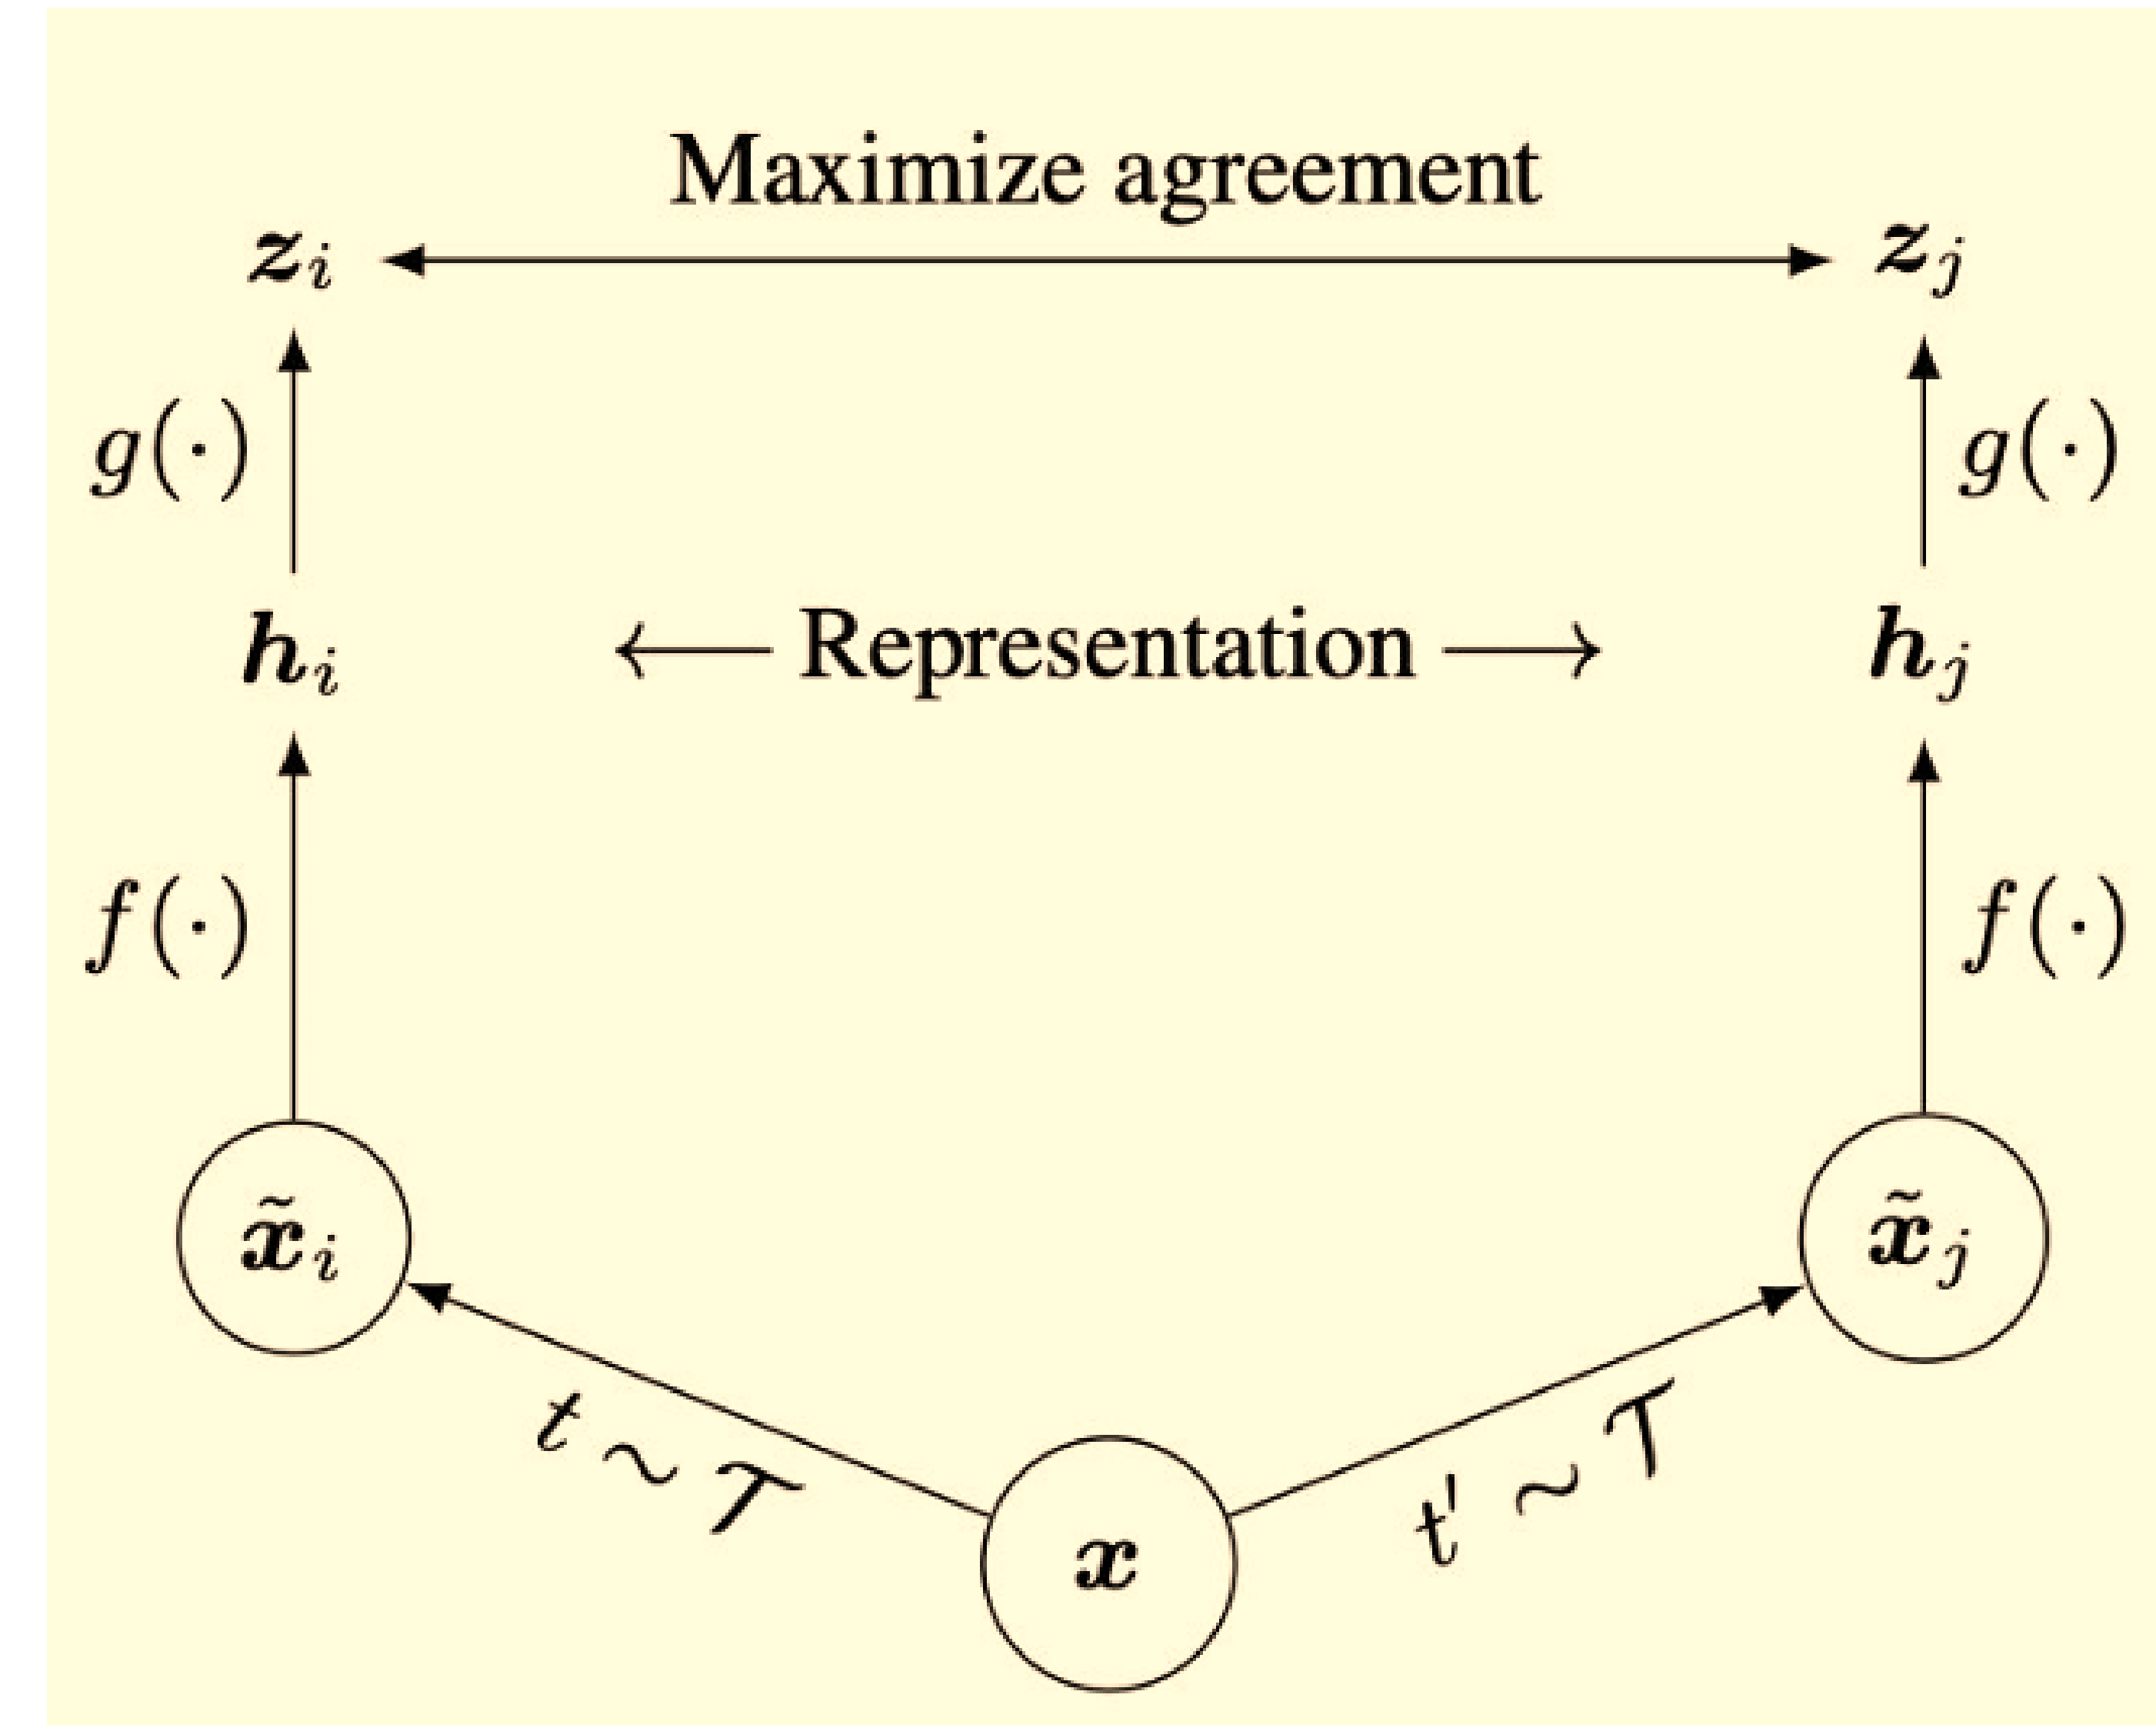 Maximize agreement
z_i z_j
g(·) g(·)
h_i ← Representation → h_j
f(·) f(·)
x̃_i x̃_j
t ~ 𝒯 t' ~ 𝒯
x